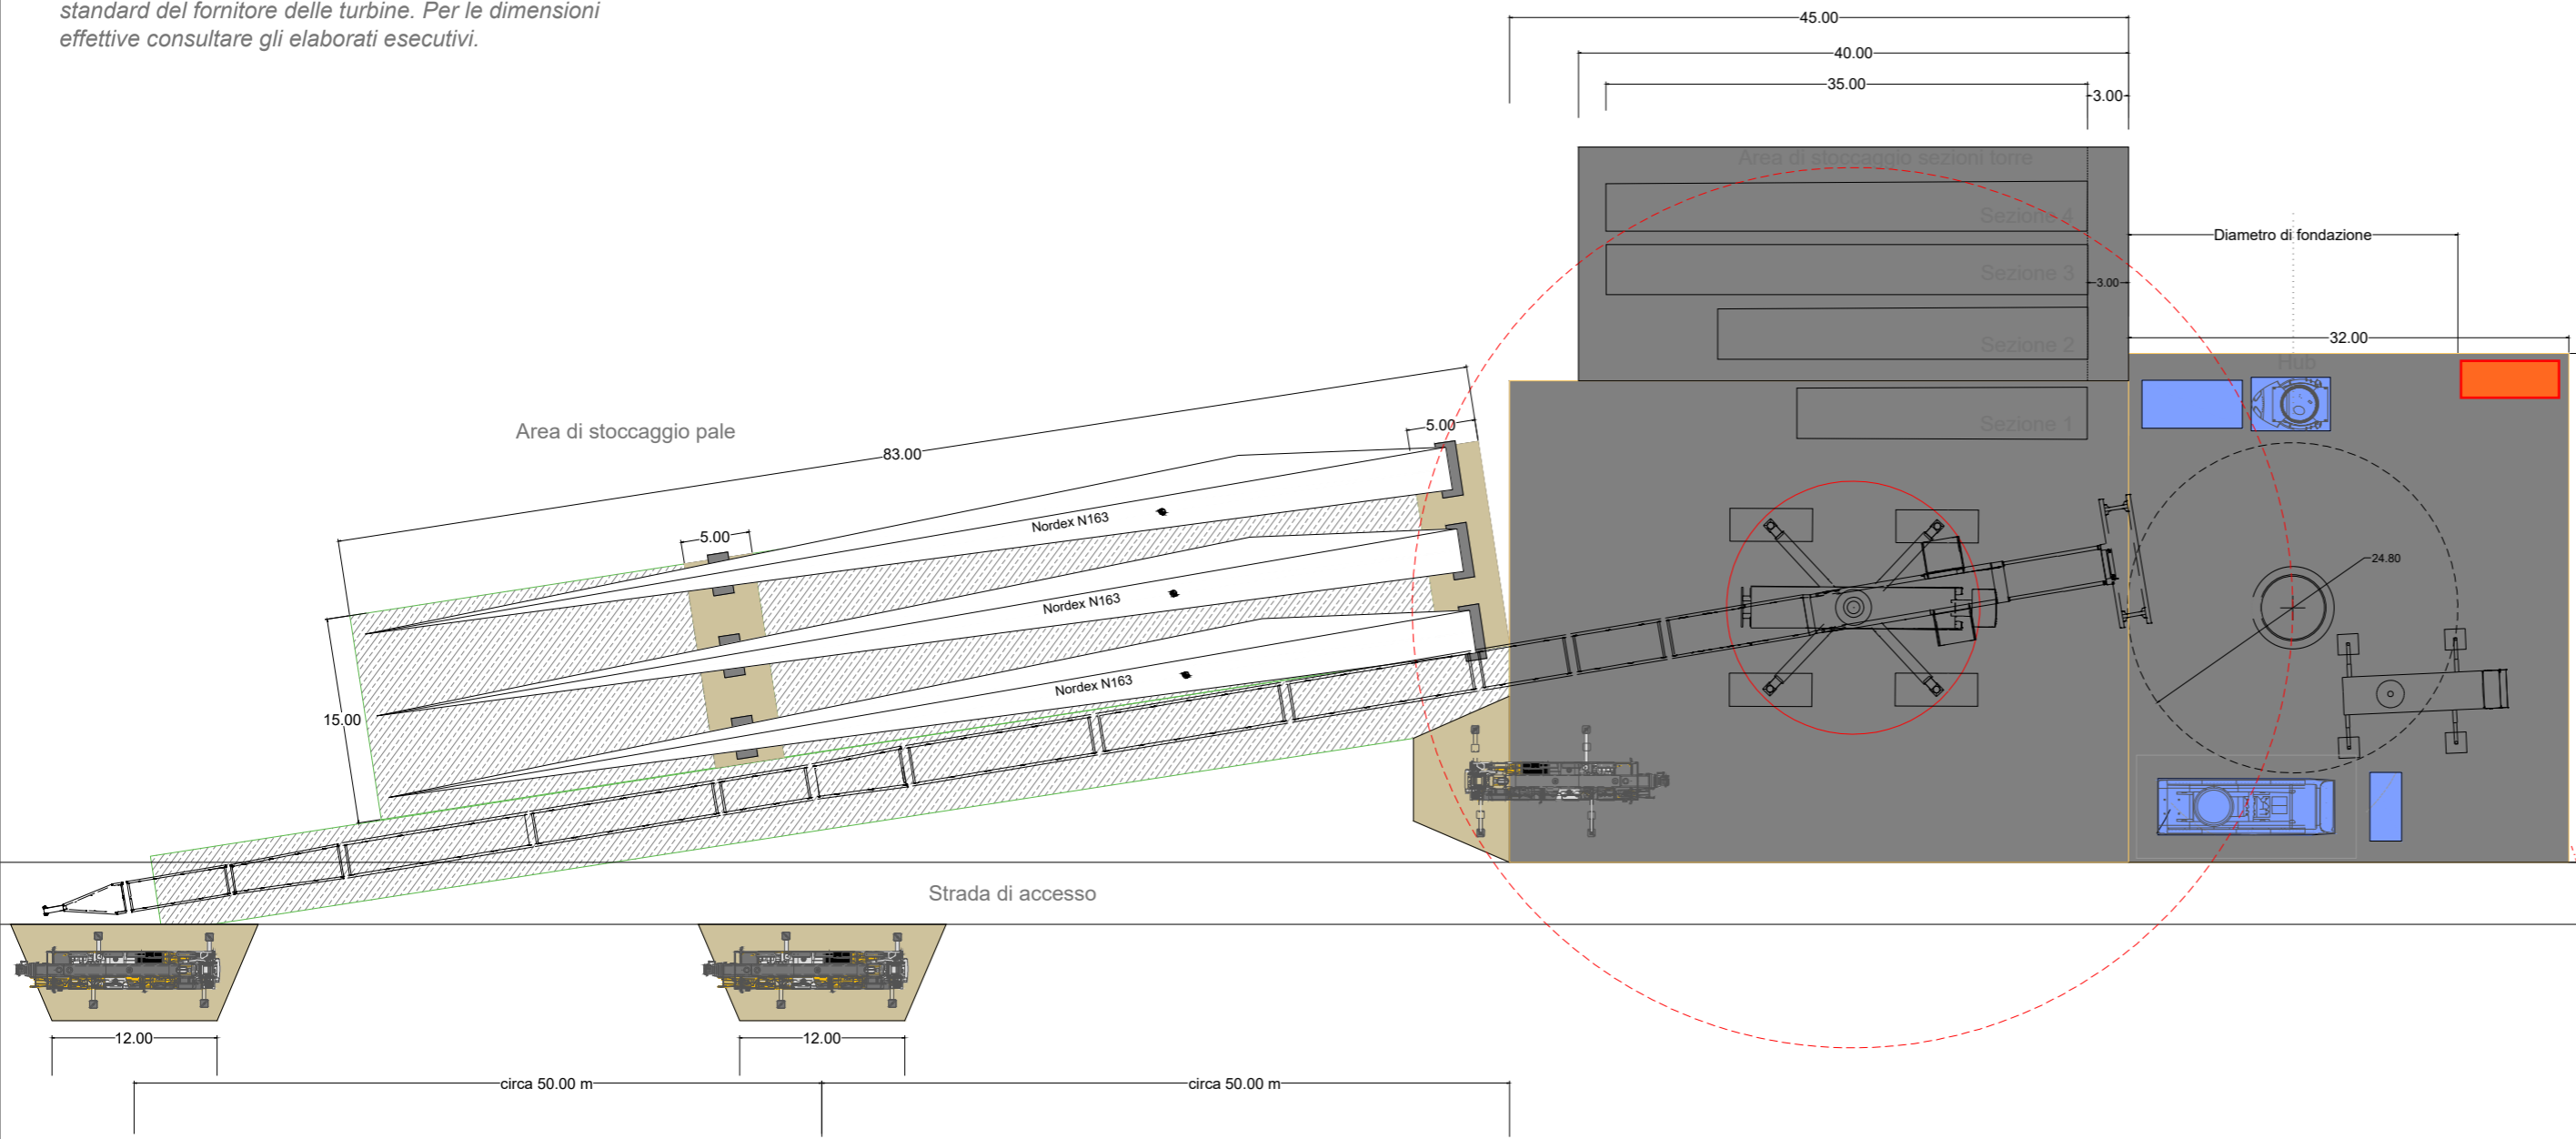 standard del fornitore delle turbine. Per le dimensioni
effettive consultare gli elaborati esecutivi.
45.00
40.00
35.00
3.00
Area di stoccaggio sezioni torre
Sezione 4
Diametro di fondazione
Sezione 3
3.00
Sezione 2
32.00
Hub
Sezione 1
Area di stoccaggio pale
83.00
5.00
5.00
Nordex N163
Nordex N163
Nordex N163
24.80
15.00
Strada di accesso
12.00
12.00
circa 50.00 m
circa 50.00 m